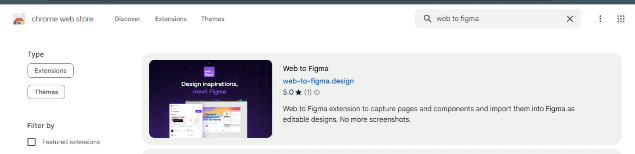 chrome web store
Discover
Extensions
Themes
web to figma
Type
Extensions
Themes
Filter by
Featured extensions
Design inspirations,
meet Figma
Web to Figma
web-to-figma.design
5.0 ★ (1)
Web to Figma extension to capture pages and components and import them into Figma as
editable designs. No more screenshots.